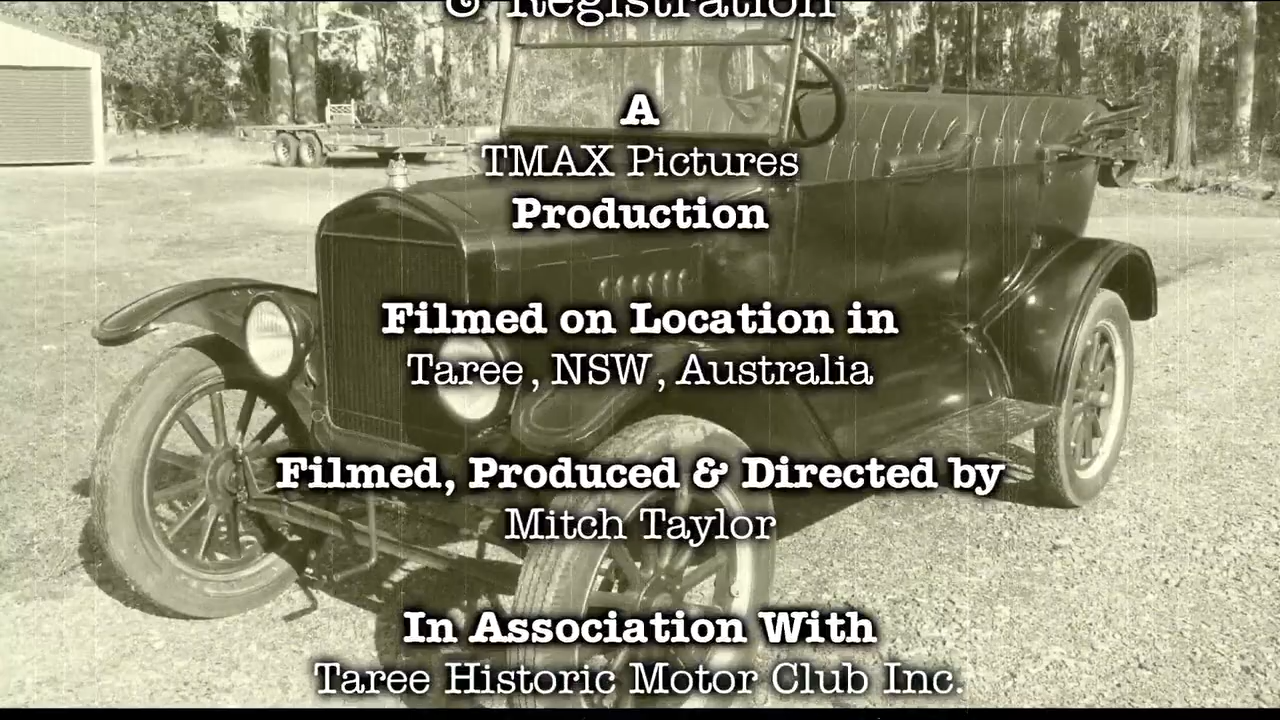 & Registration
A
TMAX Pictures
Production
Filmed on Location in
Taree, NSW, Australia
Filmed, Produced & Directed by
Mitch Taylor
In Association With
Taree Historic Motor Club Inc.